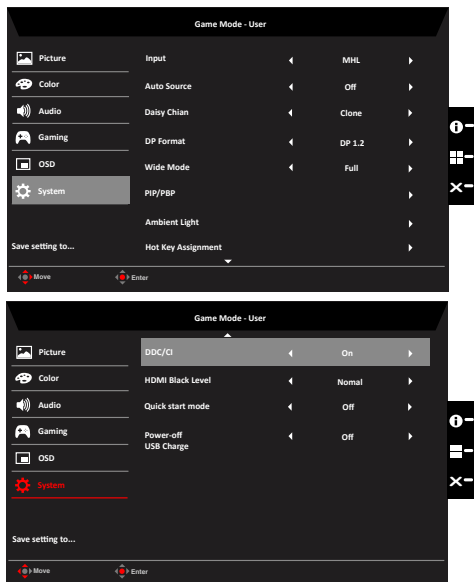 Game Mode - User
Picture
Input MHL
Color
Auto Source Off
Audio
Daisy Chian Clone
Gaming
DP Format DP 1.2
OSD
Wide Mode Full
System
PIP/PBP
Ambient Light
Save setting to...
Hot Key Assignment
Move Enter
Game Mode - User
Picture
DDC/CI On
Color
HDMI Black Level Nomal
Audio
Quick start mode Off
Gaming
Power-off Off
USB Charge
OSD
System
Save setting to...
Move Enter